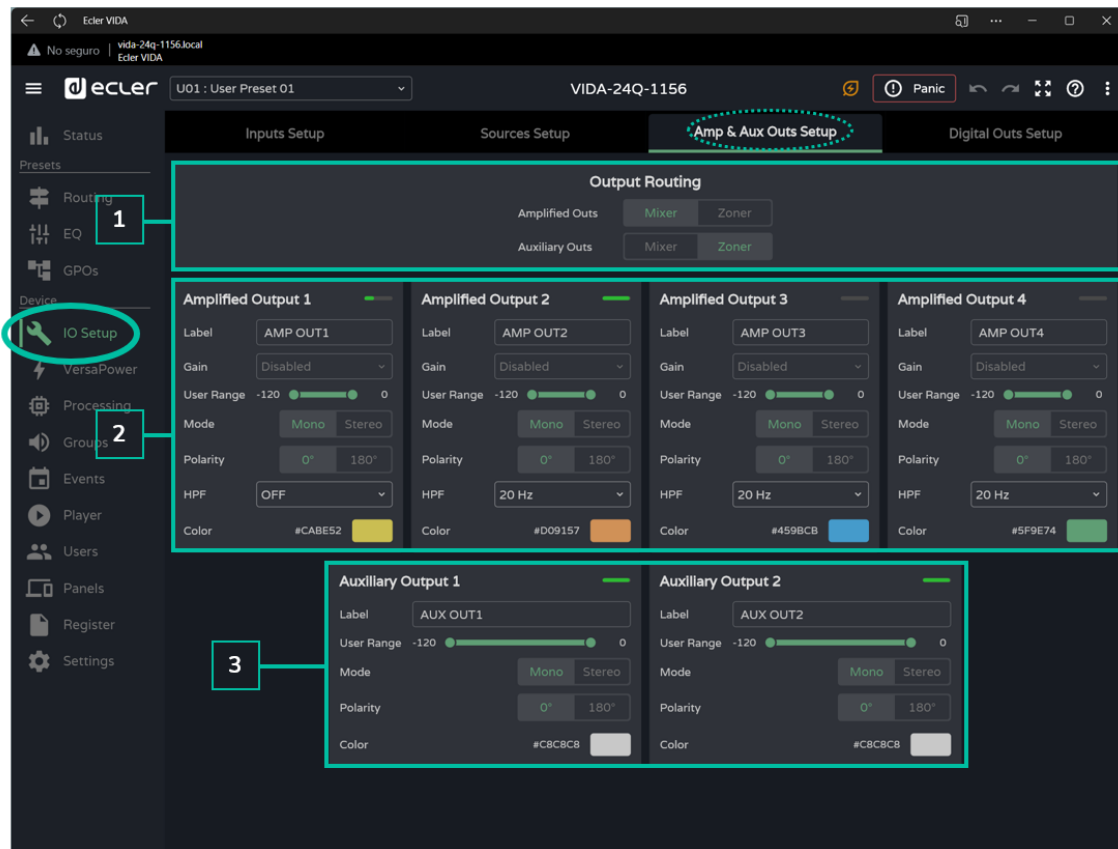 Ecler VIDA
No seguro
vida-24q-1156.local
Ecler VIDA
ecler
U01 : User Preset 01
VIDA-24Q-1156
Panic
Status
Inputs Setup
Sources Setup
Amp & Aux Outs Setup
Digital Outs Setup
Presets
Routing
EQ
GPOs
Device
IO Setup
VersaPower
Processing
Groups
Events
Player
Users
Panels
Register
Settings
1
Output Routing
Amplified Outs Mixer Zoner
Auxiliary Outs Mixer Zoner
2
Amplified Output 1
Label AMP OUT1
Gain Disabled
User Range -120 0
Mode Mono Stereo
Polarity 0° 180°
HPF OFF
Color #CABE52
Amplified Output 2
Label AMP OUT2
Gain Disabled
User Range -120 0
Mode Mono Stereo
Polarity 0° 180°
HPF 20 Hz
Color #D09157
Amplified Output 3
Label AMP OUT3
Gain Disabled
User Range -120 0
Mode Mono Stereo
Polarity 0° 180°
HPF 20 Hz
Color #459BCB
Amplified Output 4
Label AMP OUT4
Gain Disabled
User Range -120 0
Mode Mono Stereo
Polarity 0° 180°
HPF 20 Hz
Color #5F9E74
3
Auxiliary Output 1
Label AUX OUT1
User Range -120 0
Mode Mono Stereo
Polarity 0° 180°
Color #C8C8C8
Auxiliary Output 2
Label AUX OUT2
User Range -120 0
Mode Mono Stereo
Polarity 0° 180°
Color #C8C8C8